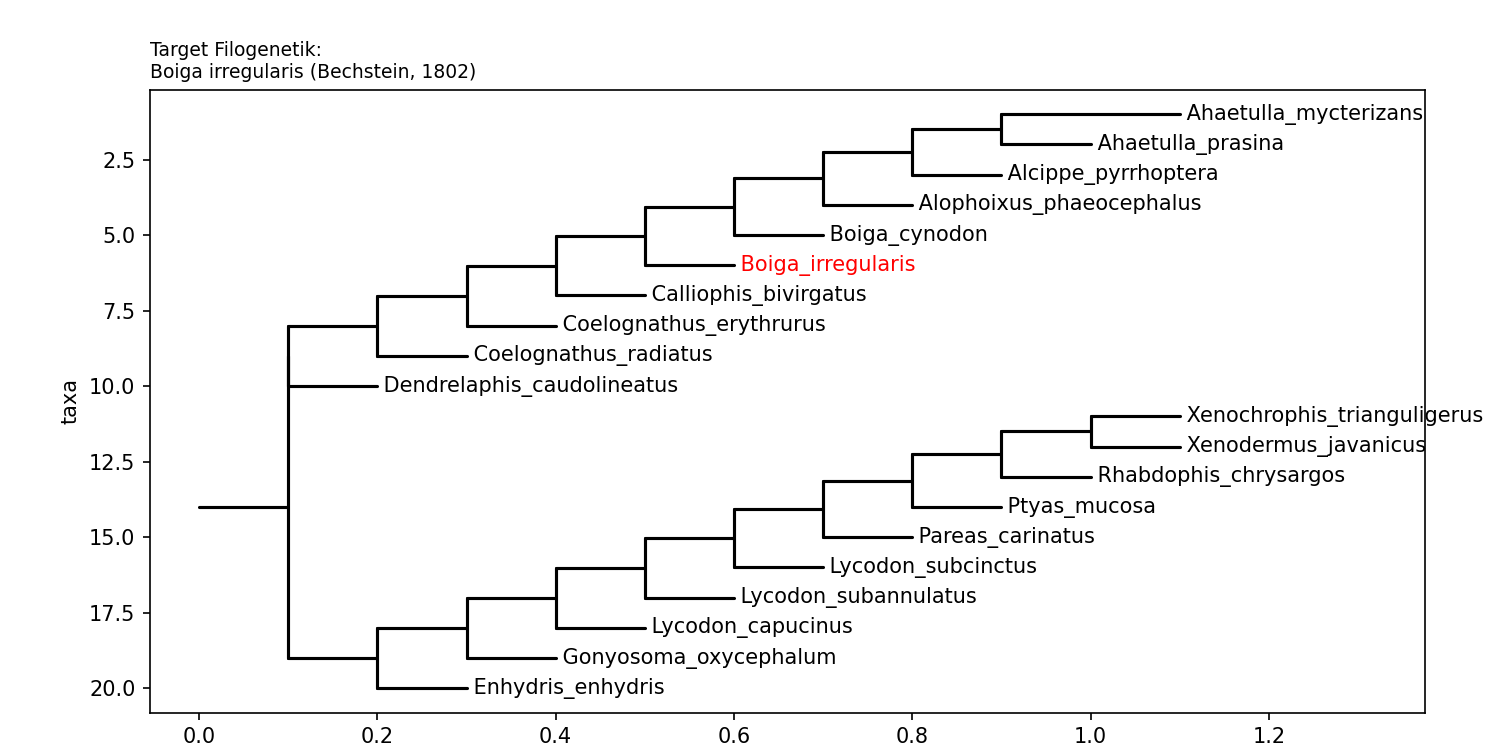 Target Filogenetik:
Boiga irregularis (Bechstein, 1802)
Ahaetulla_mycterizans
Ahaetulla_prasina
2.5
Alcippe_pyrrhoptera
Alophoixus_phaeocephalus
5.0
Boiga_cynodon
Boiga_irregularis
Calliophis_bivirgatus
7.5
Coelognathus_erythrurus
Coelognathus_radiatus
10.0
Dendrelaphis_caudolineatus
taxa
Xenochrophis_trianguligerus
Xenodermus_javanicus
12.5
Rhabdophis_chrysargos
Ptyas_mucosa
15.0
Pareas_carinatus
Lycodon_subcinctus
Lycodon_subannulatus
17.5
Lycodon_capucinus
Gonyosoma_oxycephalum
20.0
Enhydris_enhydris
0.0 0.2 0.4 0.6 0.8 1.0 1.2